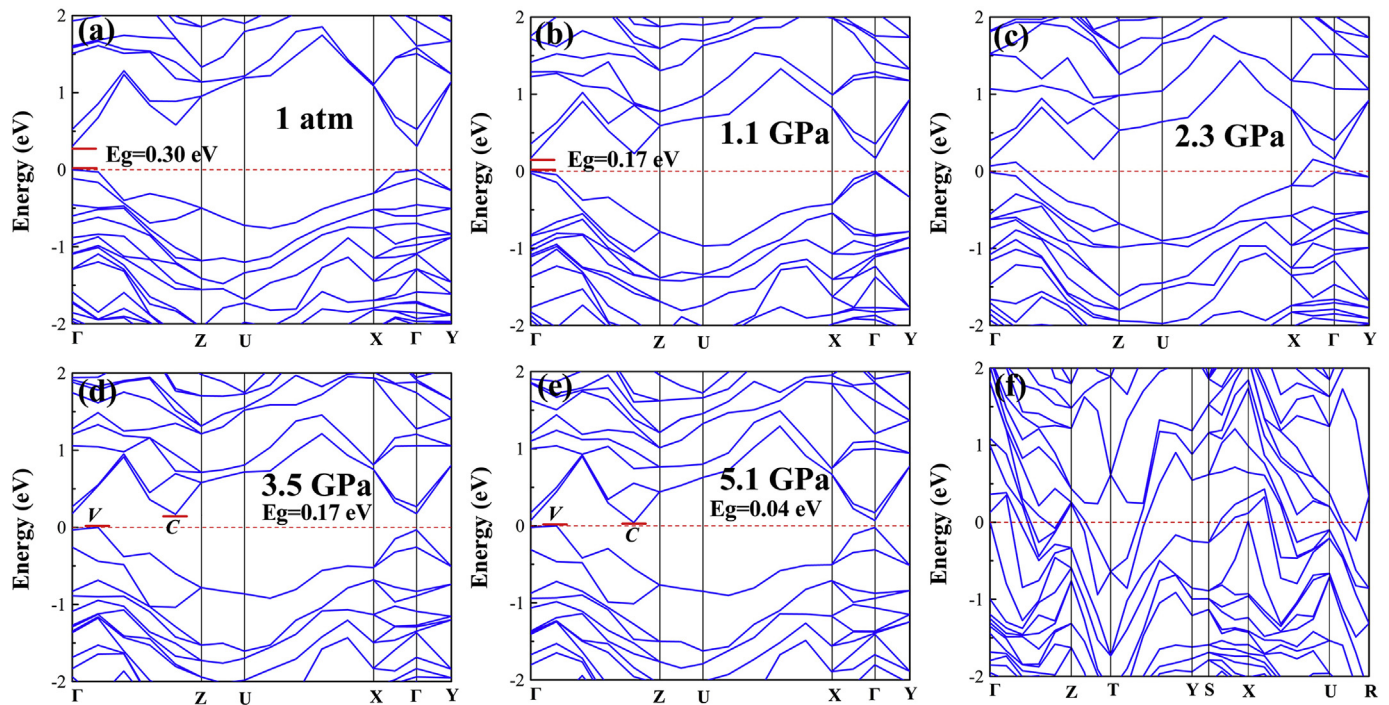 (a)
1 atm
Eg=0.30 eV
Energy (eV)
2
1
0
-1
-2
Γ Z U X Γ Y
(b)
1.1 GPa
Eg=0.17 eV
Energy (eV)
2
1
0
-1
-2
Γ Z U X Γ Y
(c)
2.3 GPa
Energy (eV)
2
1
0
-1
-2
Γ Z U X Γ Y
(d)
3.5 GPa
Eg=0.17 eV
V
C
Energy (eV)
2
1
0
-1
-2
Γ Z U X Γ Y
(e)
5.1 GPa
Eg=0.04 eV
V
C
Energy (eV)
2
1
0
-1
-2
Γ Z U X Γ Y
(f)
Energy (eV)
2
1
0
-1
-2
Γ Z T Y S X U R